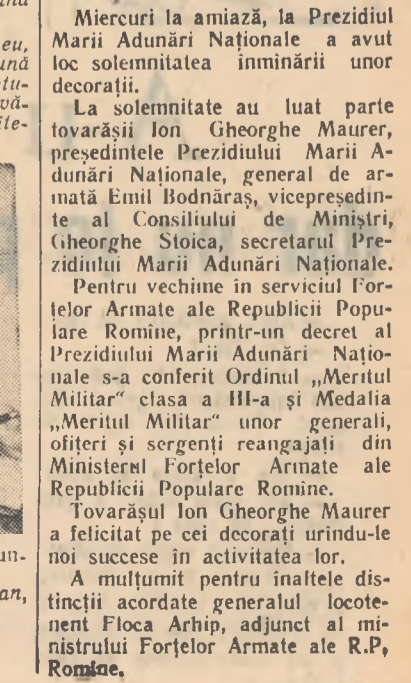 Miercuri la amiază, la Prezidiul
Marii Adunări Naționale a avut
loc solemnitatea înmînării unor
decorații.
La solemnitate au luat parte
tovarășii Ion Gheorghe Maurer,
președintele Prezidiului Marii A-
dunări Naționale, general de ar-
mată Emil Bodnăraș, vicepreședin-
te al Consiliului de Miniștri,
Gheorghe Stoica, secretarul Pre-
zidiului Marii Adunări Naționale.
Pentru vechime în serviciul For-
țelor Armate ale Republicii Popu-
lare Romîne, printr-un decret al
Prezidiului Marii Adunări Națio-
nale s-a conferit Ordinul „Meritul
Militar“ clasa a III-a și Medalia
„Meritul Militar“ unor generali,
ofițeri și sergenți reangajați din
Ministerul Forțelor Armate ale
Republicii Populare Romîne.
Tovarășul Ion Gheorghe Maurer
a felicitat pe cei decorați urîndu-le
noi succese în activitatea lor.
A mulțumit pentru înaltele dis-
tincții acordate generalul locote-
nent Floca Arhip, adjunct al mi-
nistrului Forțelor Armate ale R.P,
Romîne.